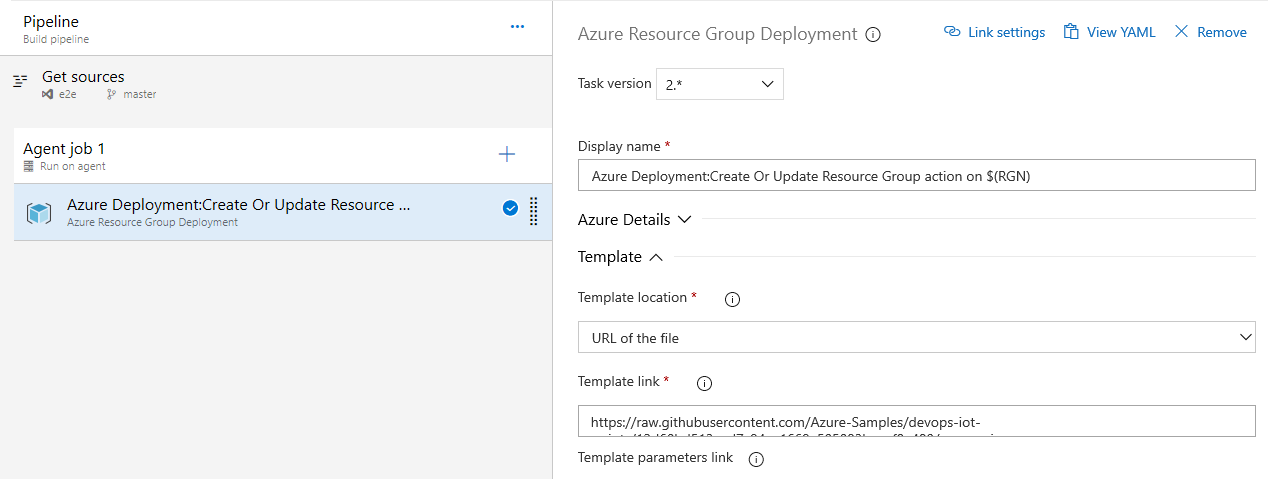 Pipeline
...
Build pipeline
Get sources
e2e master
Agent job 1
Run on agent
Azure Deployment:Create Or Update Resource ...
Azure Resource Group Deployment
Azure Resource Group Deployment
Link settings View YAML Remove
Task version 2.*
Display name *
Azure Deployment:Create Or Update Resource Group action on $(RGN)
Azure Details
Template
Template location *
URL of the file
Template link *
https://raw.githubusercontent.com/Azure-Samples/devops-iot-
Template parameters link